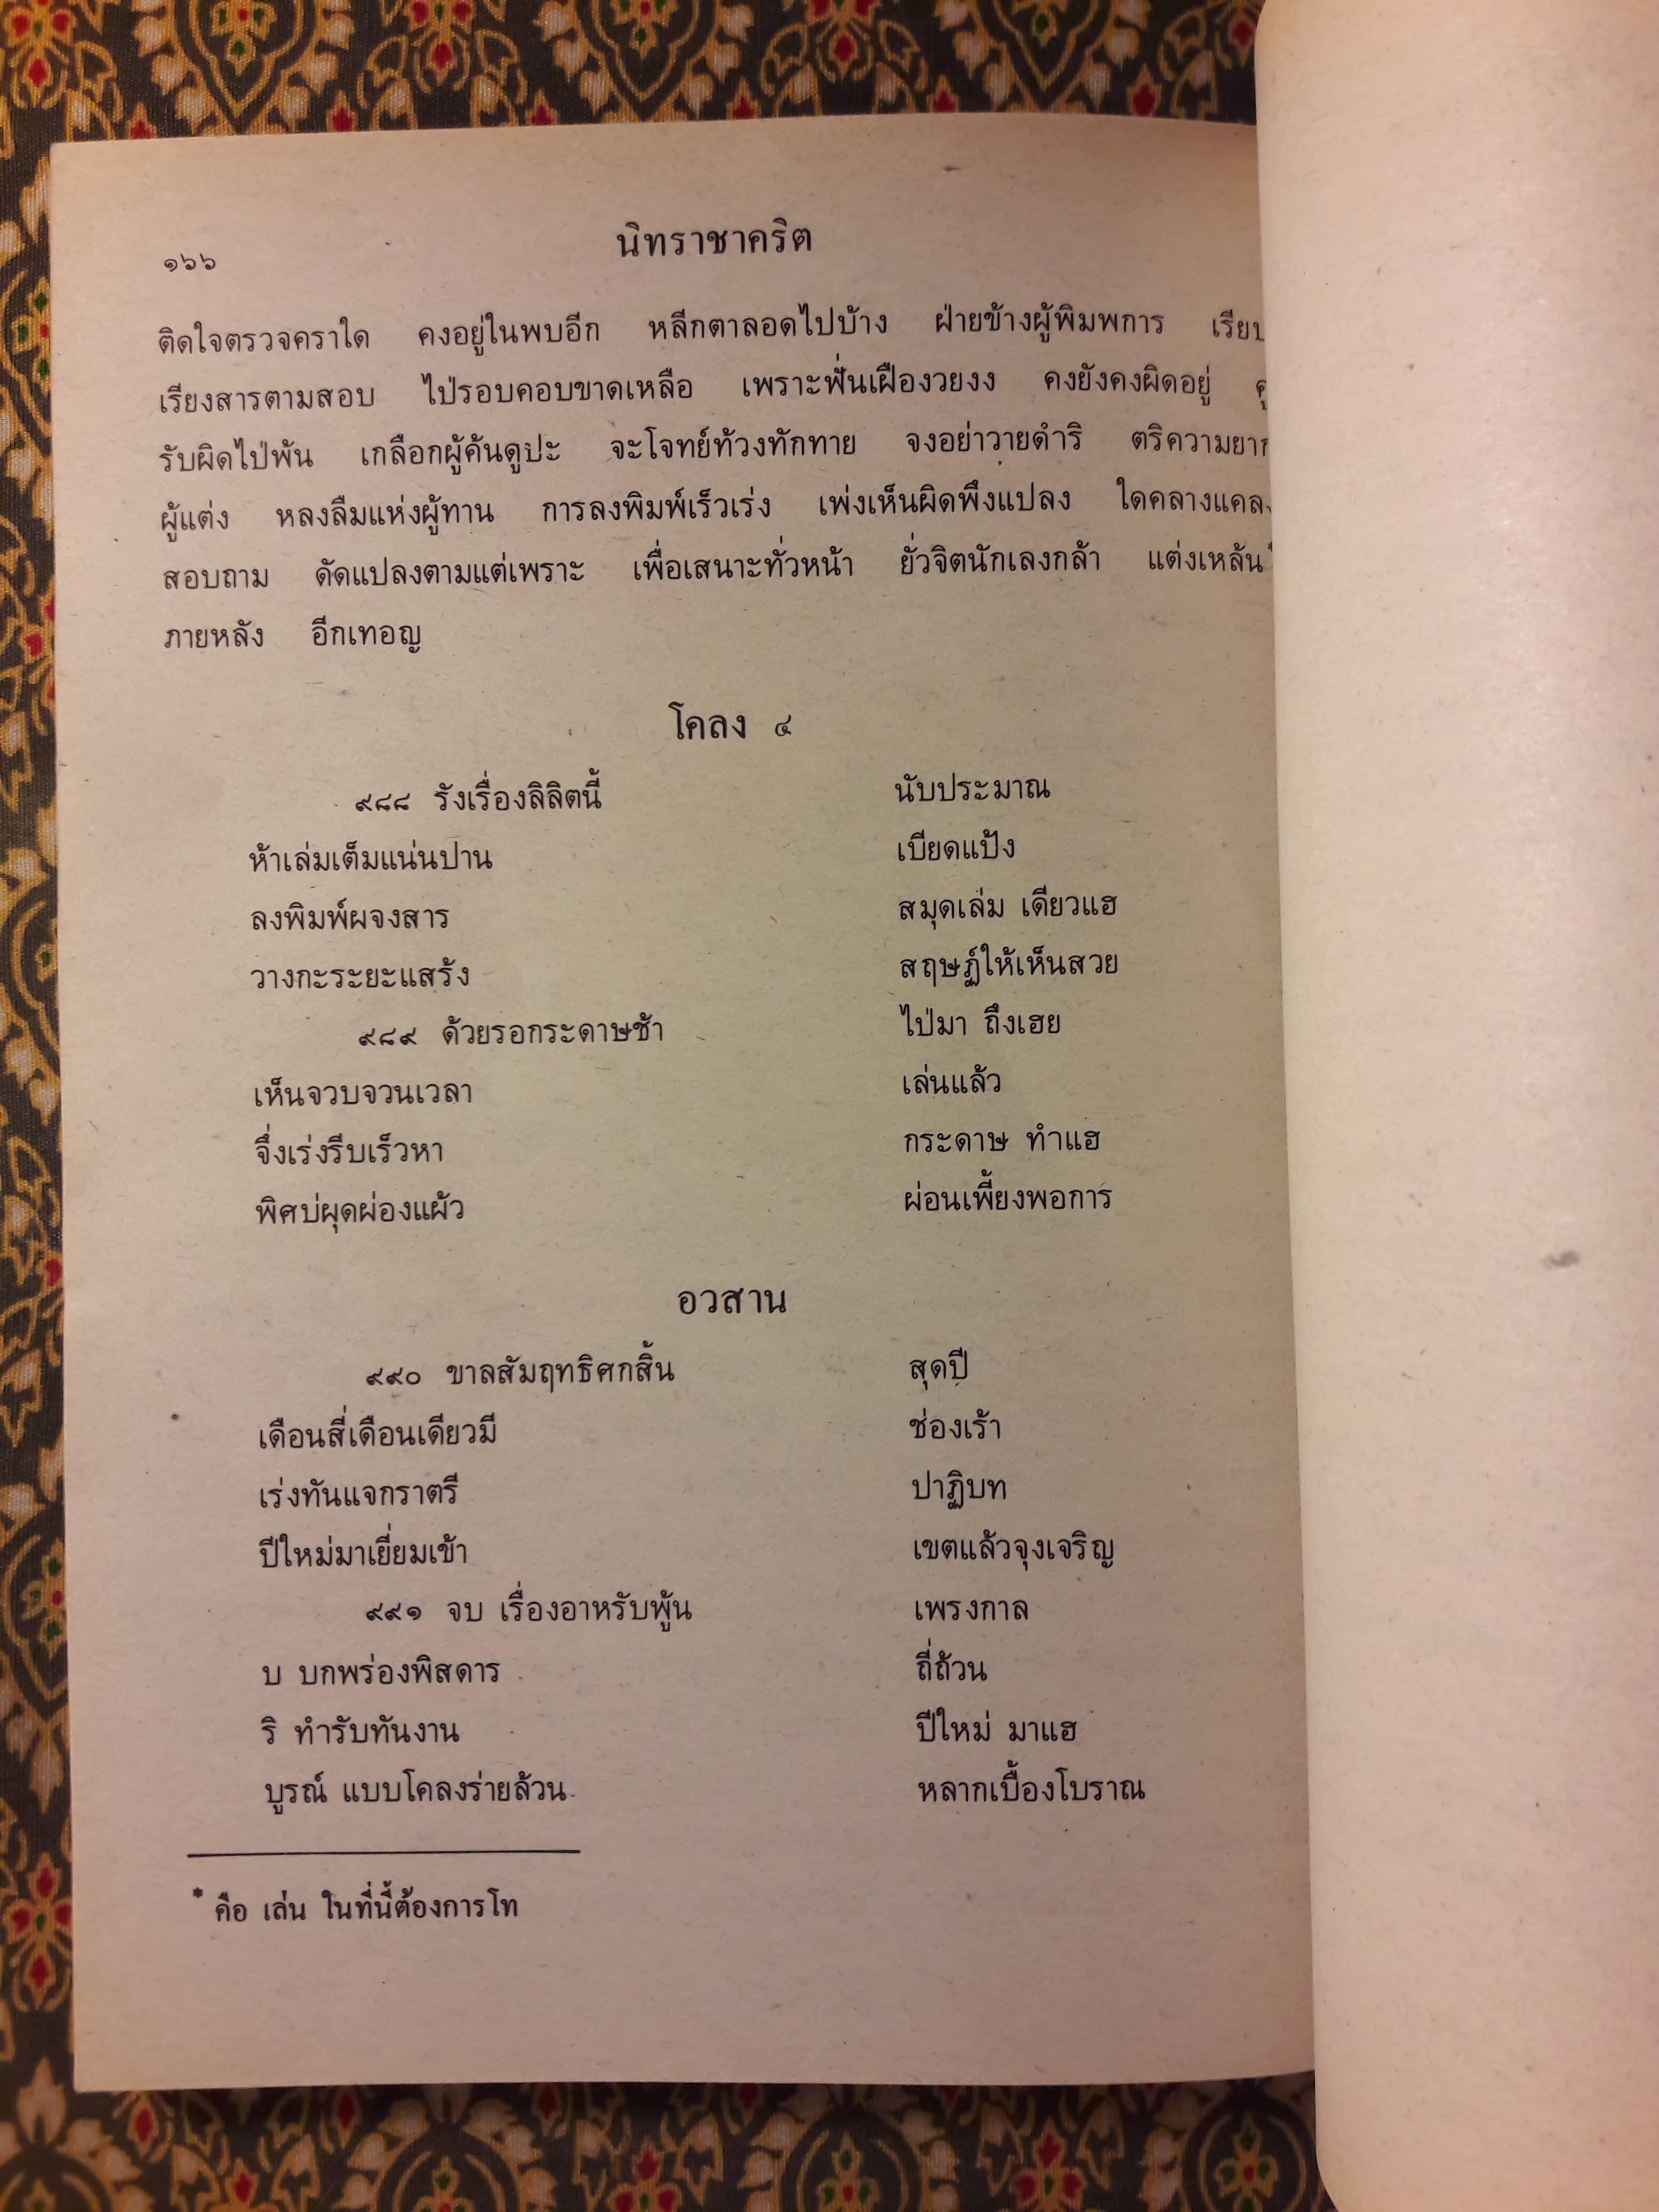 ๑๖๖
นิทราชาคริต
ติดใจตรวจคราใด คงอยู่ในพบอีก หลีกตาลอดไปบ้าง ฝ่ายข้างผู้พิมพการ
เรียงสารตามสอบ ไป่รอบคอบขาดเหลือ เพราะฟั่นเฝืองวยงง คงยังคงผิดอยู่
รับผิดไป่พ้น เกลือกผู้ค้นดูปะ จะโจทย์ท้วงทักทาย จงอย่าวายดำริ ตริความยาก
ผู้แต่ง หลงลืมแห่งผู้ทาน การลงพิมพ์เร็วเร่ง เพ่งเห็นผิดพึงแปลง ใดคลางแคลง
สอบถาม ดัดแปลงตามแต่เพราะ เพื่อเสนาะทั่วหน้า ยั่วจิตนักเลงกล้า แต่งเหล้น
ภายหลัง อีกเทอญ
โคลง ๔
๙๘๘ รังเรื่องลิลิตนี้ นับประมาณ
ห้าเล่มเต็มแน่นปาน เบียดแป้ง
ลงพิมพ์ผจงสาร สมุดเล่ม เดียวแฮ
วางกะระยะแสร้ง สฤษฎ์ให้เห็นสวย
๙๘๙ ด้วยรอกระดาษช้า ไป่มา ถึงเฮย
เห็นจวบจวนเวลา เล่นแล้ว
จึ่งเร่งรีบเร็วหา กระดาษ ทำแฮ
พิศบ่ผุดผ่องแผ้ว ผ่อนเพี้ยงพอการ
อวสาน
๙๙๐ ขาลสัมฤทธิศกสิ้น สุดปี
เดือนสี่เดือนเดียวมี ช่องเร้า
เร่งทันแจกราตรี ปาฏิบท
ปีใหม่มาเยี่ยมเข้า เขตแล้วจุงเจริญ
๙๙๑ จบ เรื่องอาหรับพู้น เพรงกาล
บ บกพร่องพิสดาร ถี่ถ้วน
ริ ทำรับทันงาน ปีใหม่ มาแฮ
บูรณ์ แบบโคลงร่ายล้วน หลากเบื้องโบราณ
* คือ เล่น ในที่นี้ต้องการโท